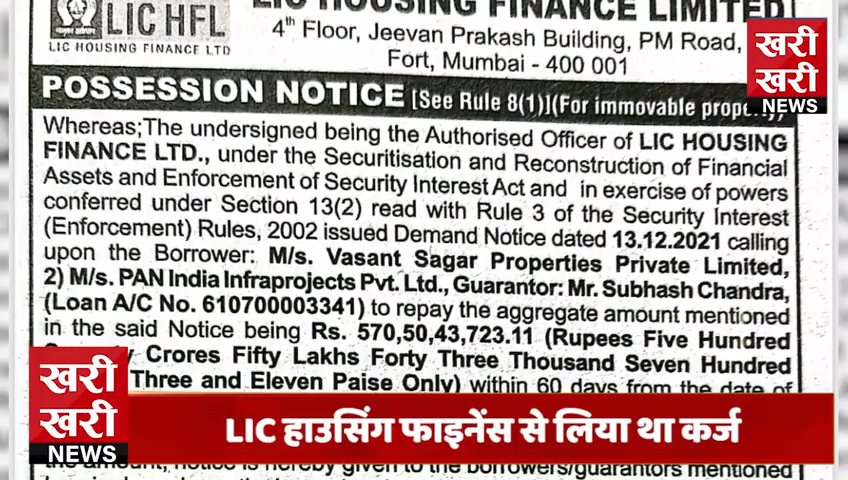 LIC HFL
LIC HOUSING FINANCE LTD
LIC HOUSING FINANCE LIMITED
4th Floor, Jeevan Prakash Building, PM Road,
Fort, Mumbai - 400 001
खरी
खरी
NEWS
POSSESSION NOTICE [See Rule 8(1)](For immovable property)
Whereas;The undersigned being the Authorised Officer of LIC HOUSING
FINANCE LTD., under the Securitisation and Reconstruction of Financial
Assets and Enforcement of Security Interest Act and in exercise of powers
conferred under Section 13(2) read with Rule 3 of the Security Interest
(Enforcement) Rules, 2002 issued Demand Notice dated 13.12.2021 calling
upon the Borrower: M/s. Vasant Sagar Properties Private Limited,
2) M/s. PAN India Infraprojects Pvt. Ltd., Guarantor: Mr. Subhash Chandra,
(Loan A/C No. 610700003341) to repay the aggregate amount mentioned
in the said Notice being Rs. 570,50,43,723.11 (Rupees Five Hundred
Crores Fifty Lakhs Forty Three Thousand Seven Hundred
Three and Eleven Paise Only) within 60 days from the date of
खरी
खरी
NEWS
LIC हाउसिंग फाइनेंस से लिया था कर्ज
the amount, notice is hereby given to the borrowers/guarantors mentioned